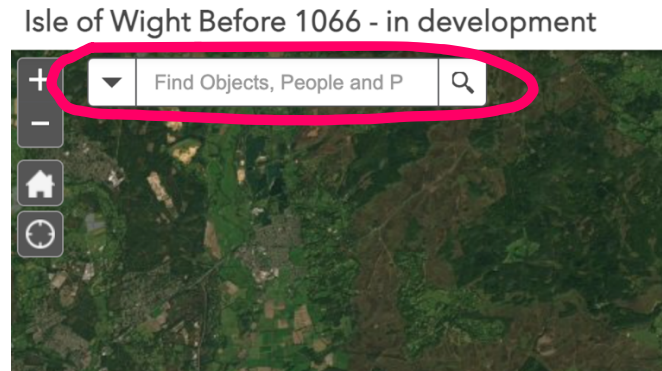 Isle of Wight Before 1066 - in development
Find Objects, People and P